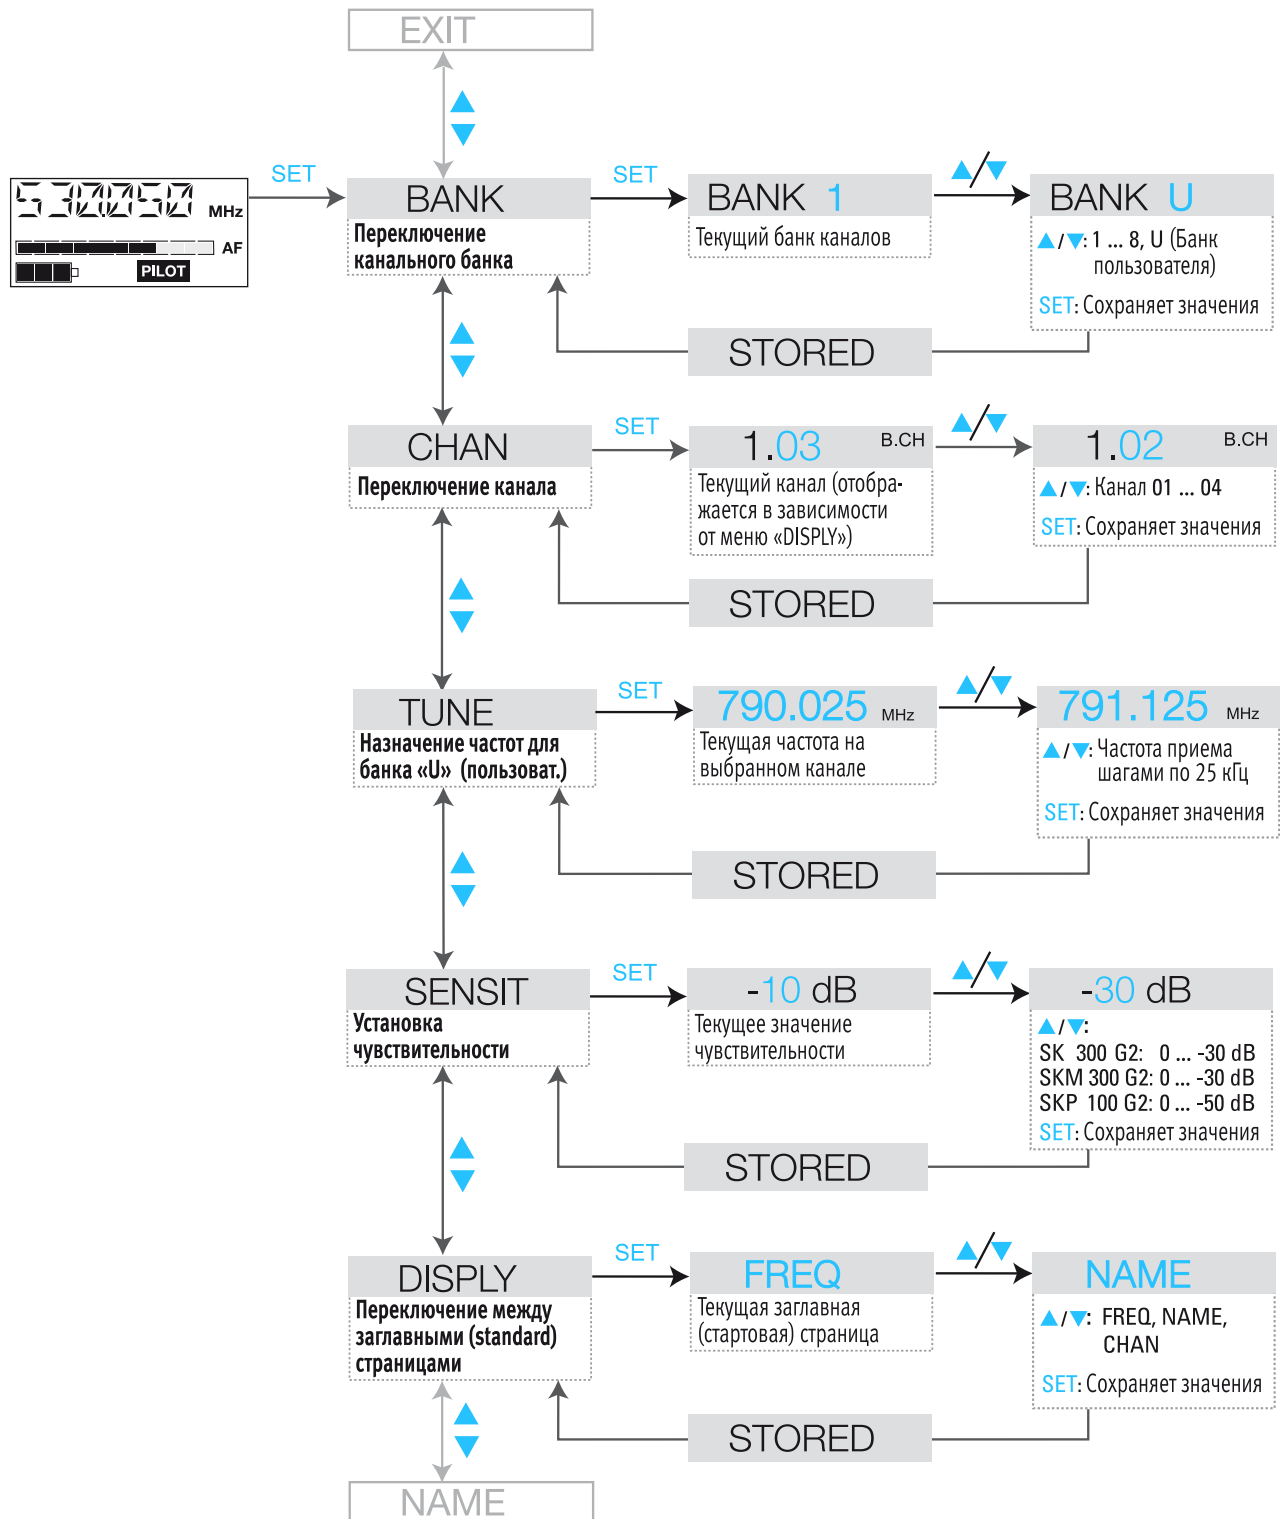 EXIT
530.050 MHz
AF
PILOT
SET
BANK
Переключение
канального банка
SET
BANK 1
Текущий банк каналов
BANK U
▲/▼: 1 ... 8, U (Банк
пользователя)
SET: Сохраняет значения
STORED
CHAN
Переключение канала
SET
1.03 B.CH
Текущий канал (отобра-
жается в зависимости
от меню «DISPLY»)
1.02 B.CH
▲/▼: Канал 01 ... 04
SET: Сохраняет значения
STORED
TUNE
Назначение частот для
банка «U» (пользоват.)
SET
790.025 MHz
Текущая частота на
выбранном канале
791.125 MHz
▲/▼: Частота приема
шагами по 25 кГц
SET: Сохраняет значения
STORED
SENSIT
Установка
чувствительности
SET
-10 dB
Текущее значение
чувствительности
-30 dB
▲/▼:
SK 300 G2: 0 ... -30 dB
SKM 300 G2: 0 ... -30 dB
SKP 100 G2: 0 ... -50 dB
SET: Сохраняет значения
STORED
DISPLY
Переключение между
заглавными (standard)
страницами
SET
FREQ
Текущая заглавная
(стартовая) страница
NAME
▲/▼: FREQ, NAME,
CHAN
SET: Сохраняет значения
STORED
NAME